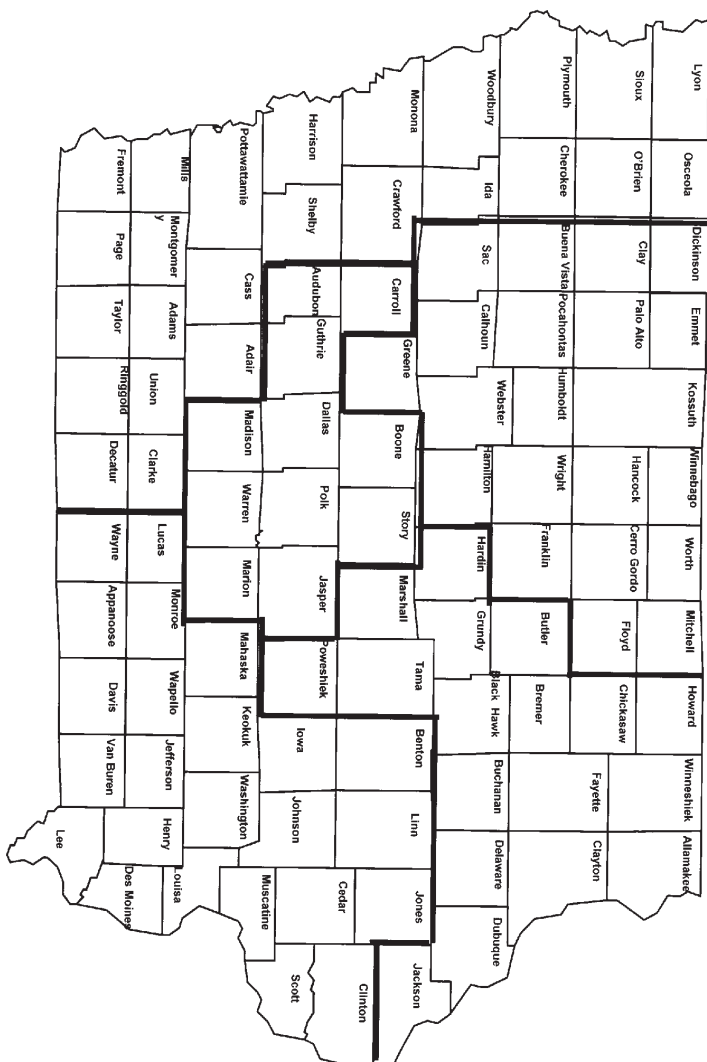 Lyon
Osceola
Dickinson
Emmet
Kossuth
Winnebago
Worth
Mitchell
Howard
Winneshiek
Allamakee
Sioux
O'Brien
Clay
Palo Alto
Hancock
Cerro Gordo
Floyd
Chickasaw
Plymouth
Cherokee
Buena Vista
Pocahontas
Humboldt
Wright
Franklin
Butler
Bremer
Fayette
Clayton
Woodbury
Ida
Sac
Calhoun
Webster
Hamilton
Hardin
Grundy
Black
Hawk
Buchanan
Delaware
Dubuque
Monona
Crawford
Carroll
Greene
Boone
Story
Marshall
Tama
Benton
Linn
Jones
Jackson
Harrison
Shelby
Audubon
Guthrie
Dallas
Polk
Jasper
Poweshiek
Iowa
Johnson
Cedar
Clinton
Scott
Pottawattamie
Cass
Adair
Madison
Warren
Marion
Mahaska
Keokuk
Washington
Muscatine
Louisa
Mills
Montgomer
y
Adams
Union
Clarke
Lucas
Monroe
Wapello
Jefferson
Henry
Des Moines
Fremont
Page
Taylor
Ringgold
Decatur
Wayne
Appanoose
Davis
Van Buren
Lee